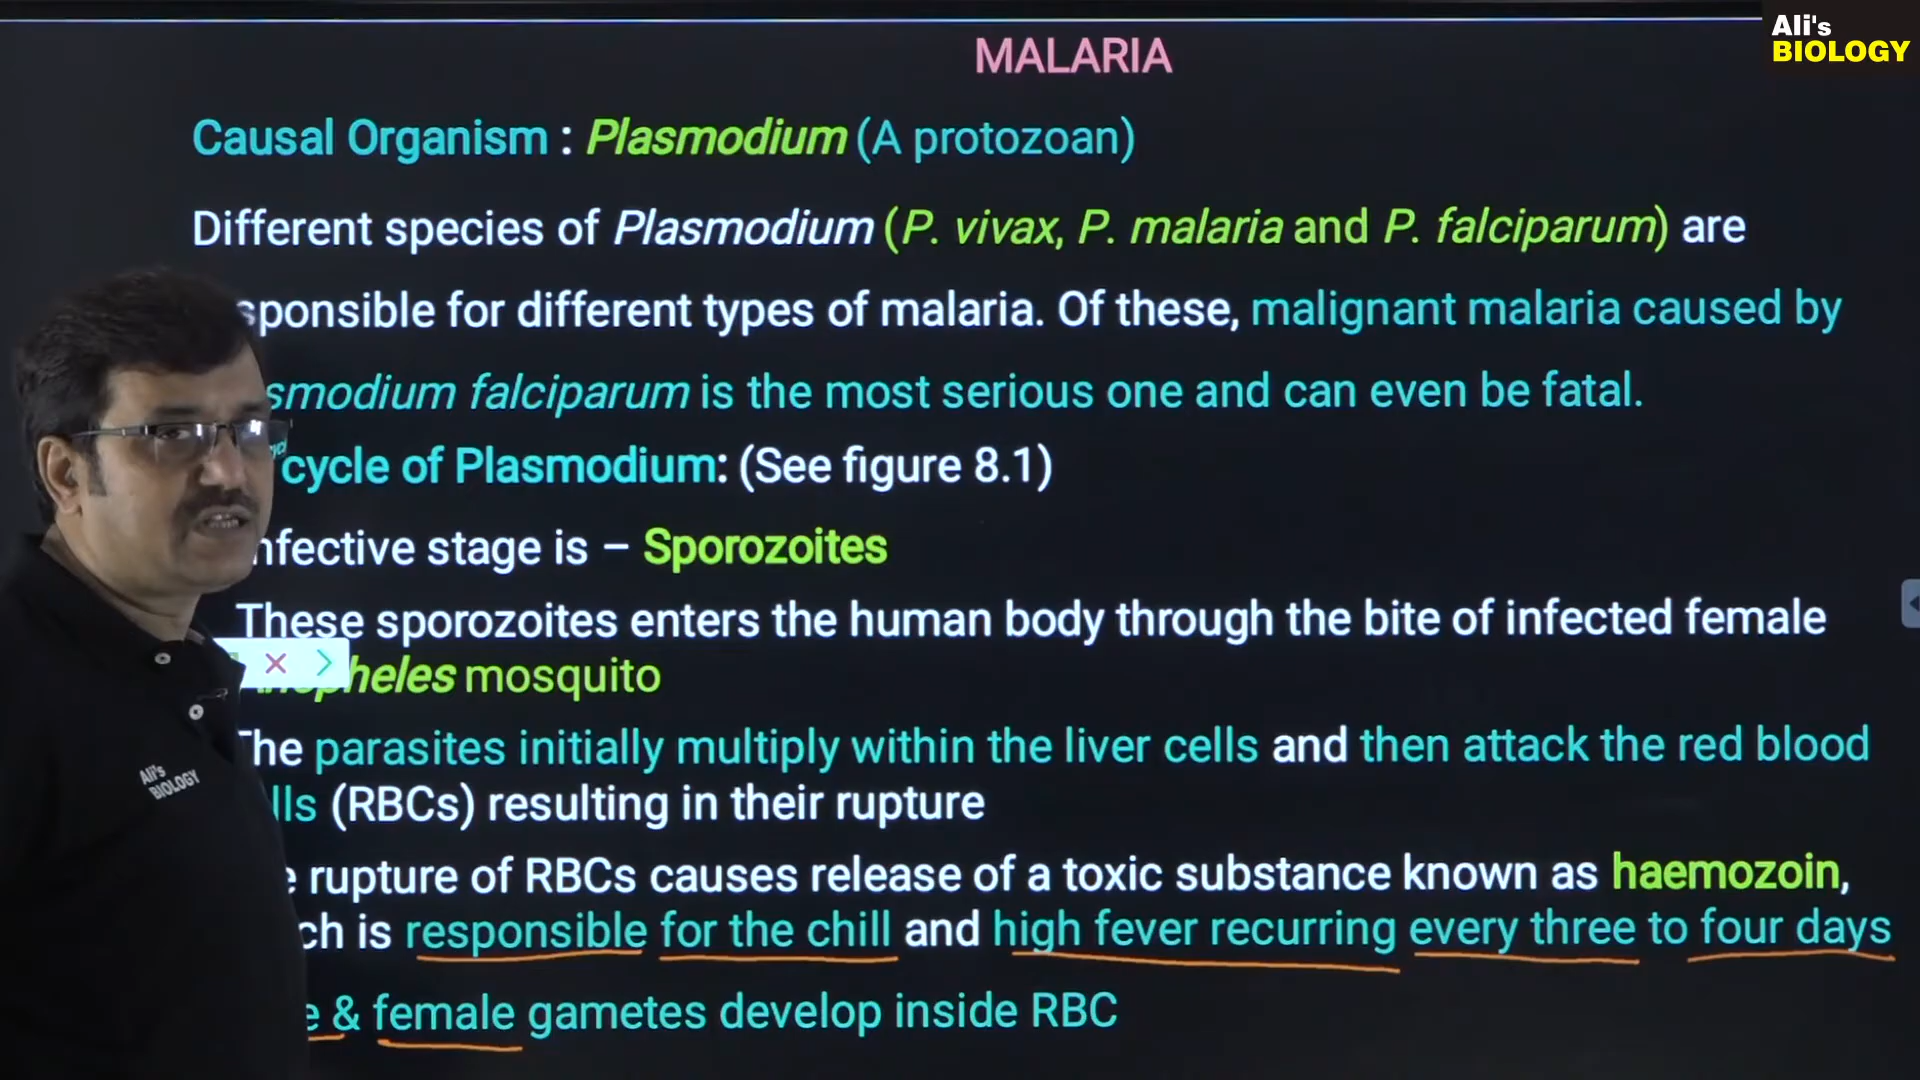 Ali's
BIOLOGY
MALARIA
Causal Organism : Plasmodium (A protozoan)
Different species of Plasmodium (P. vivax, P. malaria and P. falciparum) are
sponsible for different types of malaria. Of these, malignant malaria caused by
smodium falciparum is the most serious one and can even be fatal.
cycle of Plasmodium: (See figure 8.1)
nfective stage is – Sporozoites
These sporozoites enters the human body through the bite of infected female
heles mosquito
The parasites initially multiply within the liver cells and then attack the red blood
lls (RBCs) resulting in their rupture
e rupture of RBCs causes release of a toxic substance known as haemozoin,
ch is responsible for the chill and high fever recurring every three to four days
e & female gametes develop inside RBC
Ali's
BIOLOGY